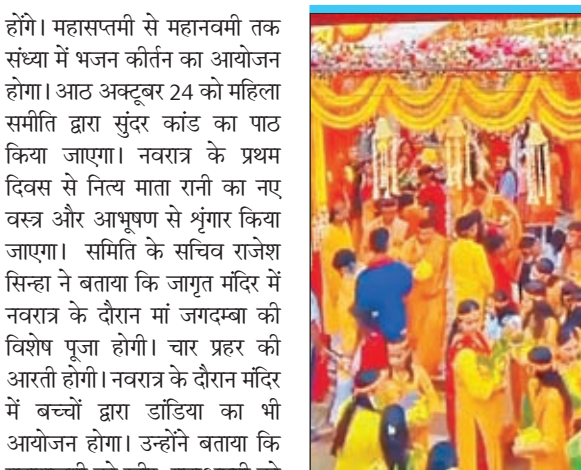 होंगे। महासप्तमी से महानवमी तक
संध्या में भजन कीर्तन का आयोजन
होगा। आठ अक्टूबर 24 को महिला
समीति द्वारा सुंदर कांड का पाठ
किया जाएगा। नवरात्र के प्रथम
दिवस से नित्य माता रानी का नए
वस्त्र और आभूषण से श्रृंगार किया
जाएगा। समिति के सचिव राजेश
सिन्हा ने बताया कि जागृत मंदिर में
नवरात्र के दौरान मां जगदम्बा की
विशेष पूजा होगी। चार प्रहर की
आरती होगी। नवरात्र के दौरान मंदिर
में बच्चों द्वारा डांडिया का भी
आयोजन होगा। उन्होंने बताया कि